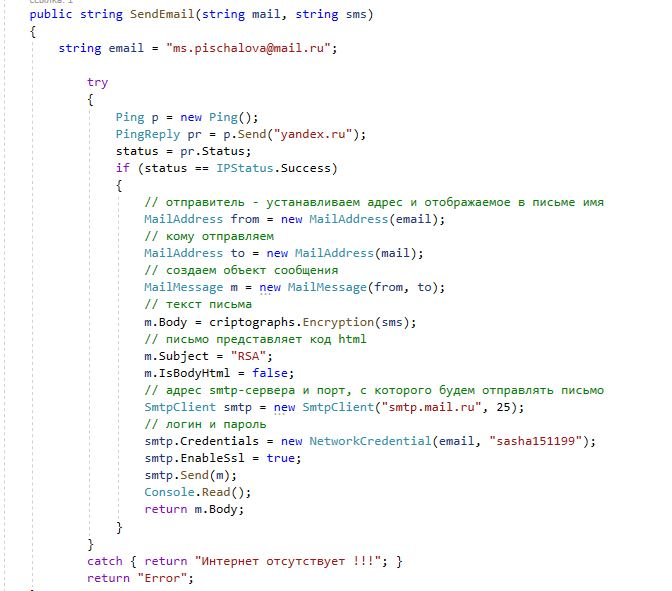 public string SendEmail(string mail, string sms)
{
string email = "ms.pischalova@mail.ru";
try
{
Ping p = new Ping();
PingReply pr = p.Send("yandex.ru");
status = pr.Status;
if (status == IPStatus.Success)
{
// отправитель - устанавливаем адрес и отображаемое в письме имя
MailAddress from = new MailAddress(email);
// кому отправляем
MailAddress to = new MailAddress(mail);
// создаем объект сообщения
MailMessage m = new MailMessage(from, to);
// текст письма
m.Body = criptographs.Encryption(sms);
// письмо представляет код html
m.Subject = "RSA";
m.IsBodyHtml = false;
// адрес smtp-сервера и порт, с которого будем отправлять письмо
SmtpClient smtp = new SmtpClient("smtp.mail.ru", 25);
// логин и пароль
smtp.Credentials = new NetworkCredential(email, "sasha151199");
smtp.EnableSsl = true;
smtp.Send(m);
Console.Read();
return m.Body;
}
}
catch { return "Интернет отсутствует !!!"; }
return "Error";